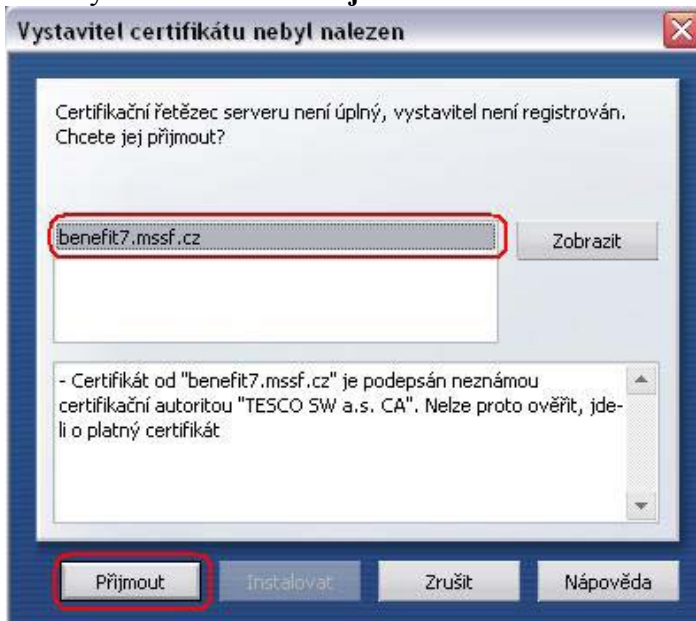 Vystavitel certifikátu nebyl nalezen
Certifikační řetězec serveru není úplný, vystavitel není registrován.
Chcete jej přijmout?
benefit7.mssf.cz
Zobrazit
- Certifikát od "benefit7.mssf.cz" je podepsán neznámou
certifikační autoritou "TESCO SW a.s. CA". Nelze proto ověřit, jde-
li o platný certifikát
Přijmout
Instalovat
Zrušit
Nápověda